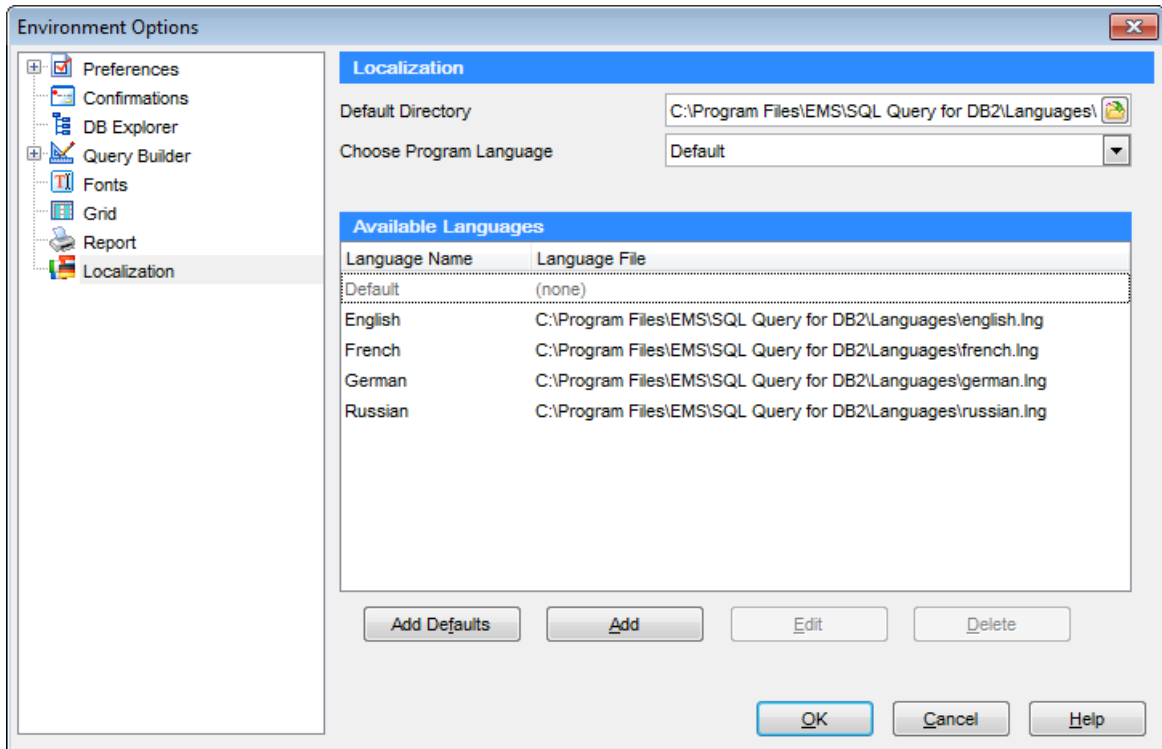 Environment Options
Preferences
Confirmations
DB Explorer
Query Builder
Fonts
Grid
Report
Localization
Localization
Default Directory C:\Program Files\EMS\SQL Query for DB2\Languages\
Choose Program Language Default
Available Languages
Language Name Language File
Default (none)
English C:\Program Files\EMS\SQL Query for DB2\Languages\english.lng
French C:\Program Files\EMS\SQL Query for DB2\Languages\french.lng
German C:\Program Files\EMS\SQL Query for DB2\Languages\german.lng
Russian C:\Program Files\EMS\SQL Query for DB2\Languages\russian.lng
Add Defaults Add Edit Delete
OK Cancel Help